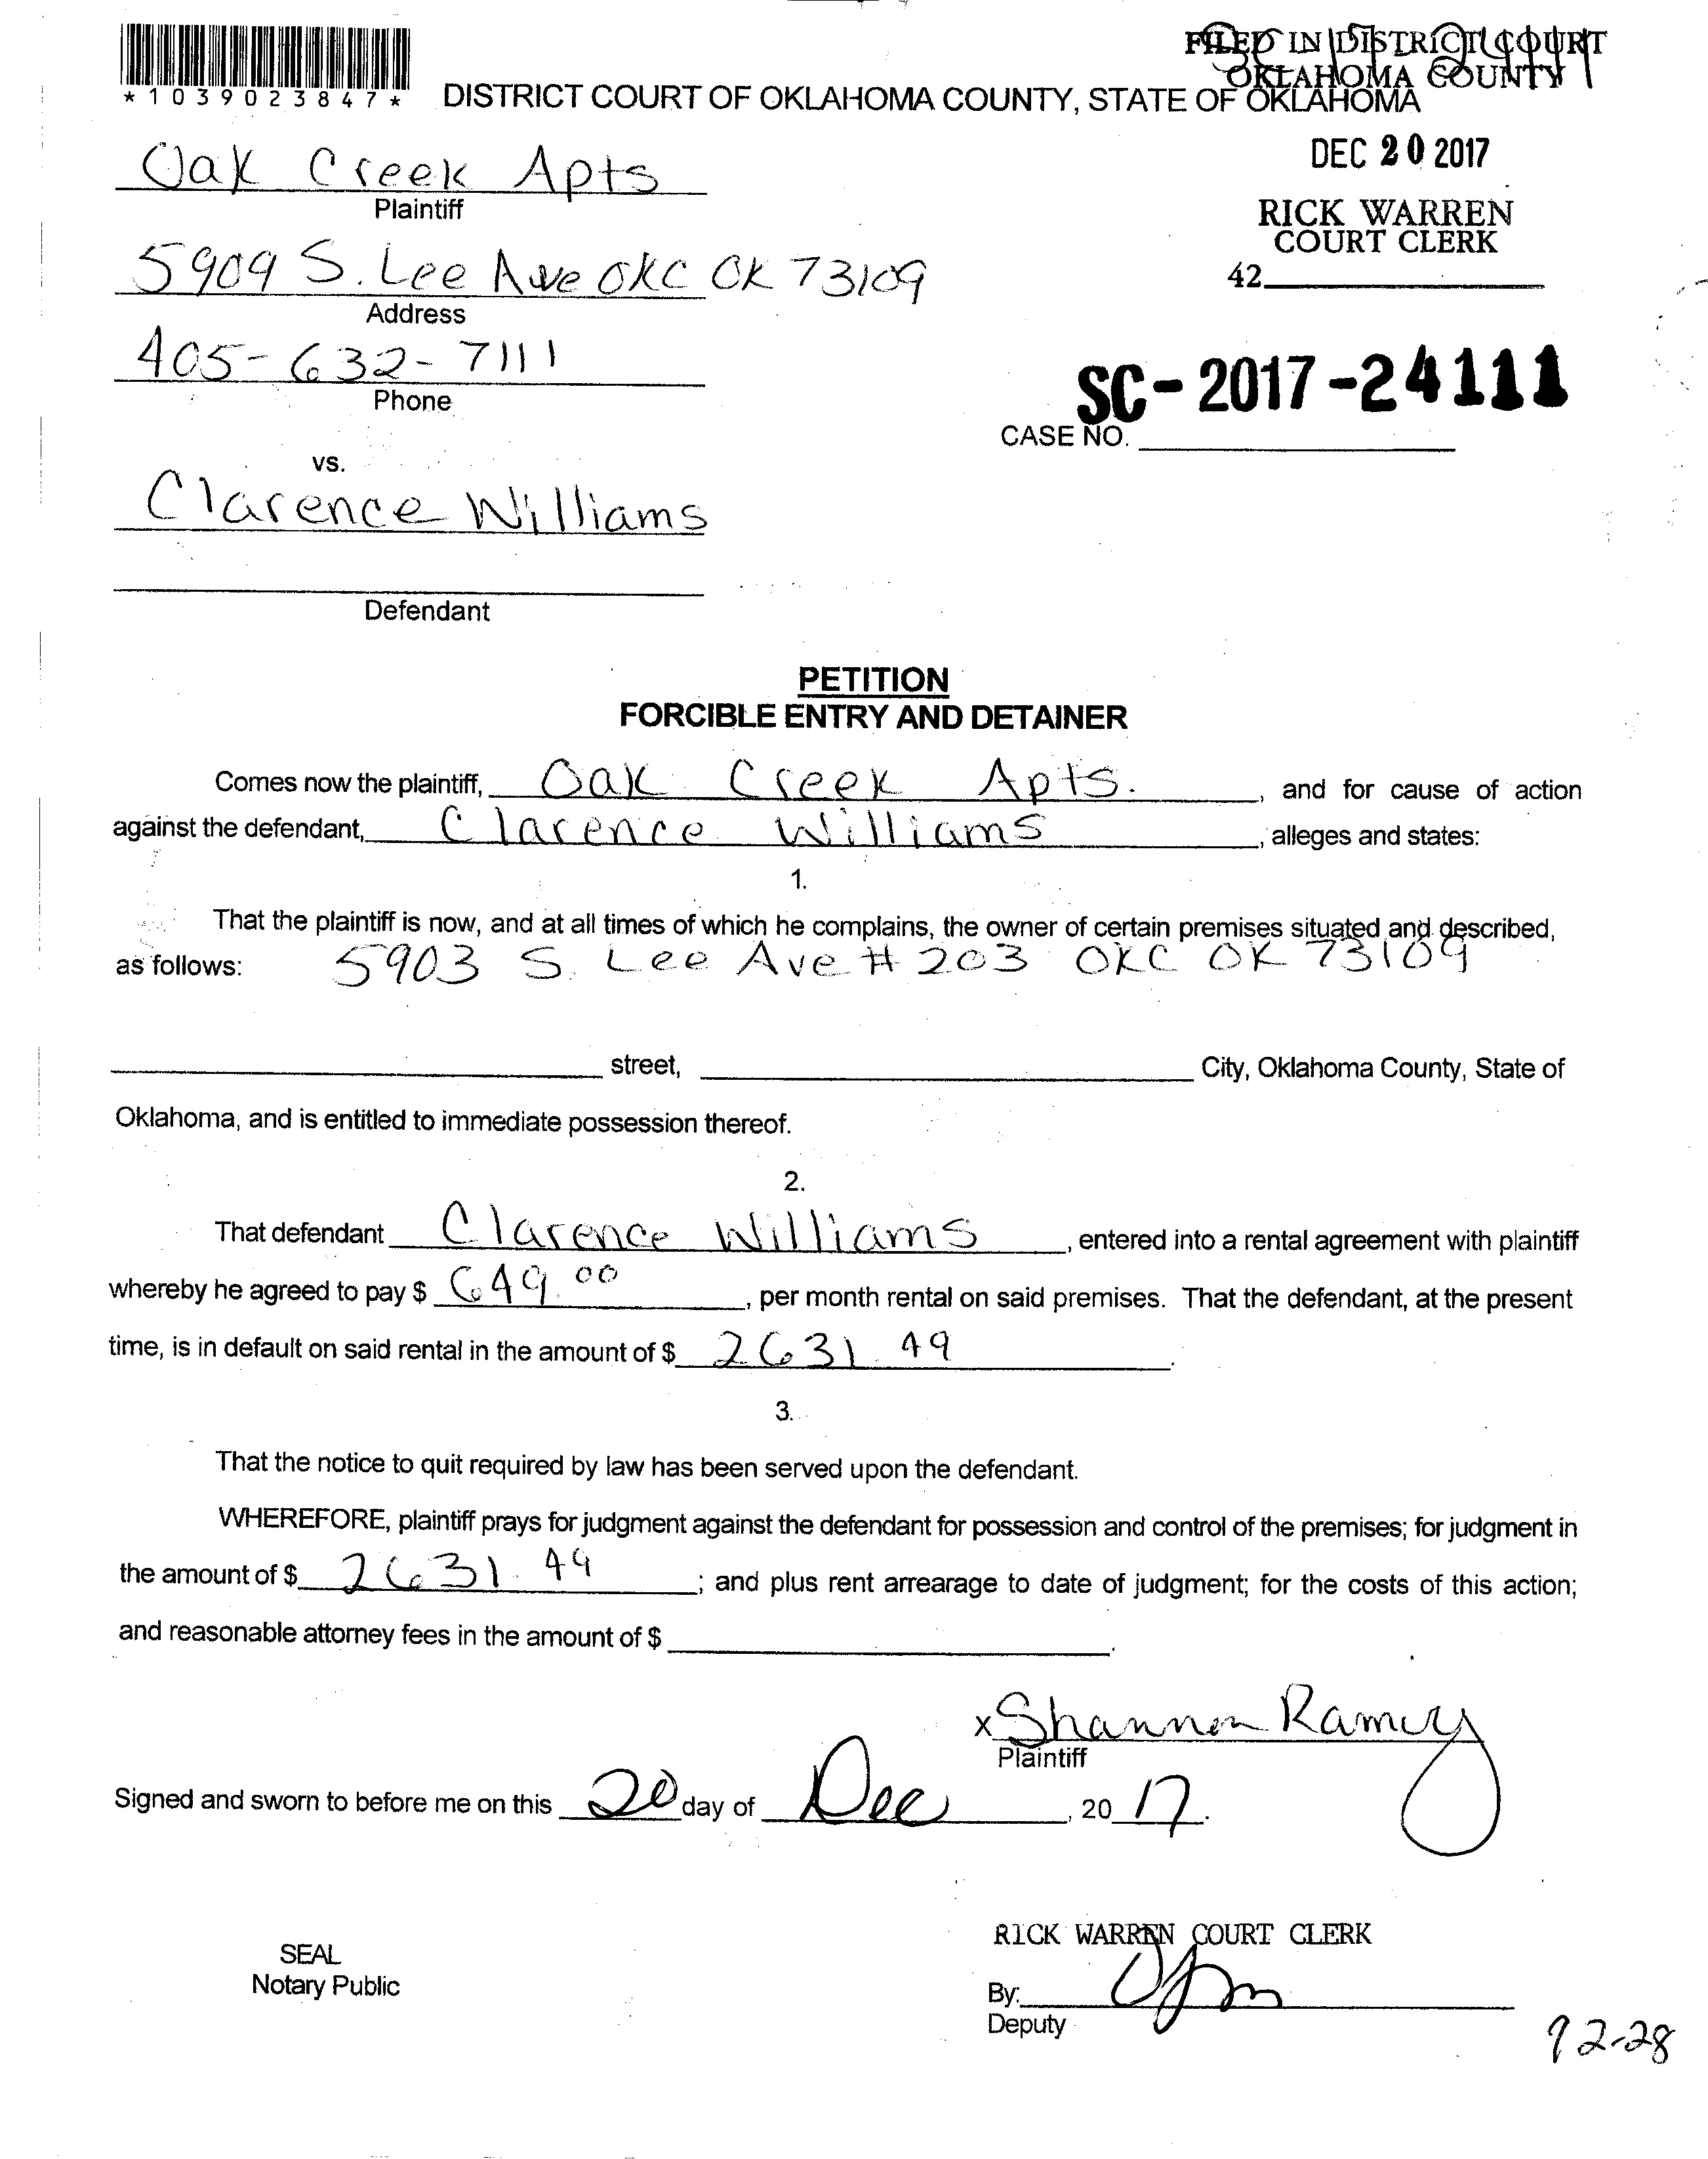 FILED IN DISTRICT COURT
OKLAHOMA COUNTY
*1039023847*
DISTRICT COURT OF OKLAHOMA COUNTY, STATE OF OKLAHOMA
Oak Creek Apts
DEC 20 2017
Plaintiff
RICK WARREN
COURT CLERK
5909 S. Lee Ave OKC OK 73109
42
Address
405-632-7111
Phone
SC-2017-24111
CASE NO.
vs.
Clarence Williams
Defendant
PETITION
FORCIBLE ENTRY AND DETAINER
Comes now the plaintiff, Oak Creek Apts. , and for cause of action
against the defendant, Clarence Williams , alleges and states:
1.
That the plaintiff is now, and at all times of which he complains, the owner of certain premises situated and described,
as follows: 5903 S. Lee Ave # 203 OKC OK 73109
street, City, Oklahoma County, State of
Oklahoma, and is entitled to immediate possession thereof.
2.
That defendant Clarence Williams , entered into a rental agreement with plaintiff
whereby he agreed to pay $ 649.00 , per month rental on said premises. That the defendant, at the present
time, is in default on said rental in the amount of $ 2631.49 .
3.
That the notice to quit required by law has been served upon the defendant.
WHEREFORE, plaintiff prays for judgment against the defendant for possession and control of the premises; for judgment in
the amount of $ 2631.49 ; and plus rent arrearage to date of judgment; for the costs of this action;
and reasonable attorney fees in the amount of $ .
x Shannon Ramey
Plaintiff
Signed and sworn to before me on this 20 day of Dec , 20 17.
RICK WARREN COURT CLERK
SEAL
Notary Public
By:
Deputy
92-28